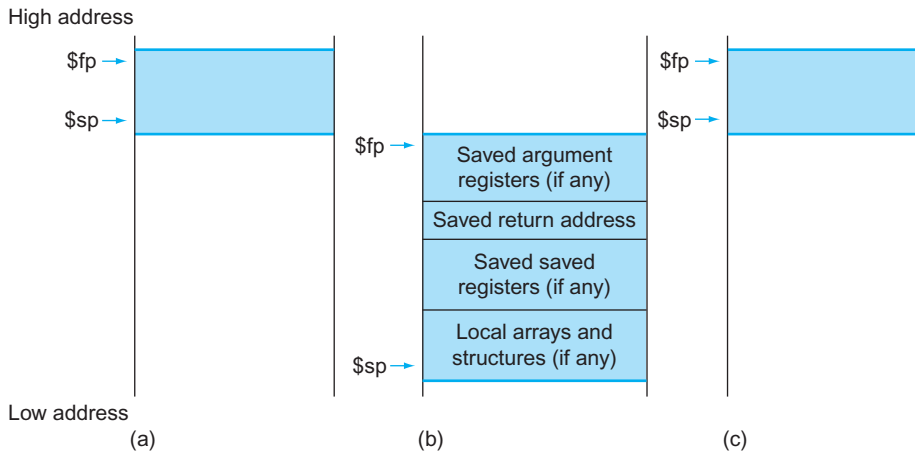 High address
$fp
$sp
$fp
Saved argument
registers (if any)
Saved return address
Saved saved
registers (if any)
Local arrays and
structures (if any)
$sp
$fp
$sp
Low address
(a)
(b)
(c)